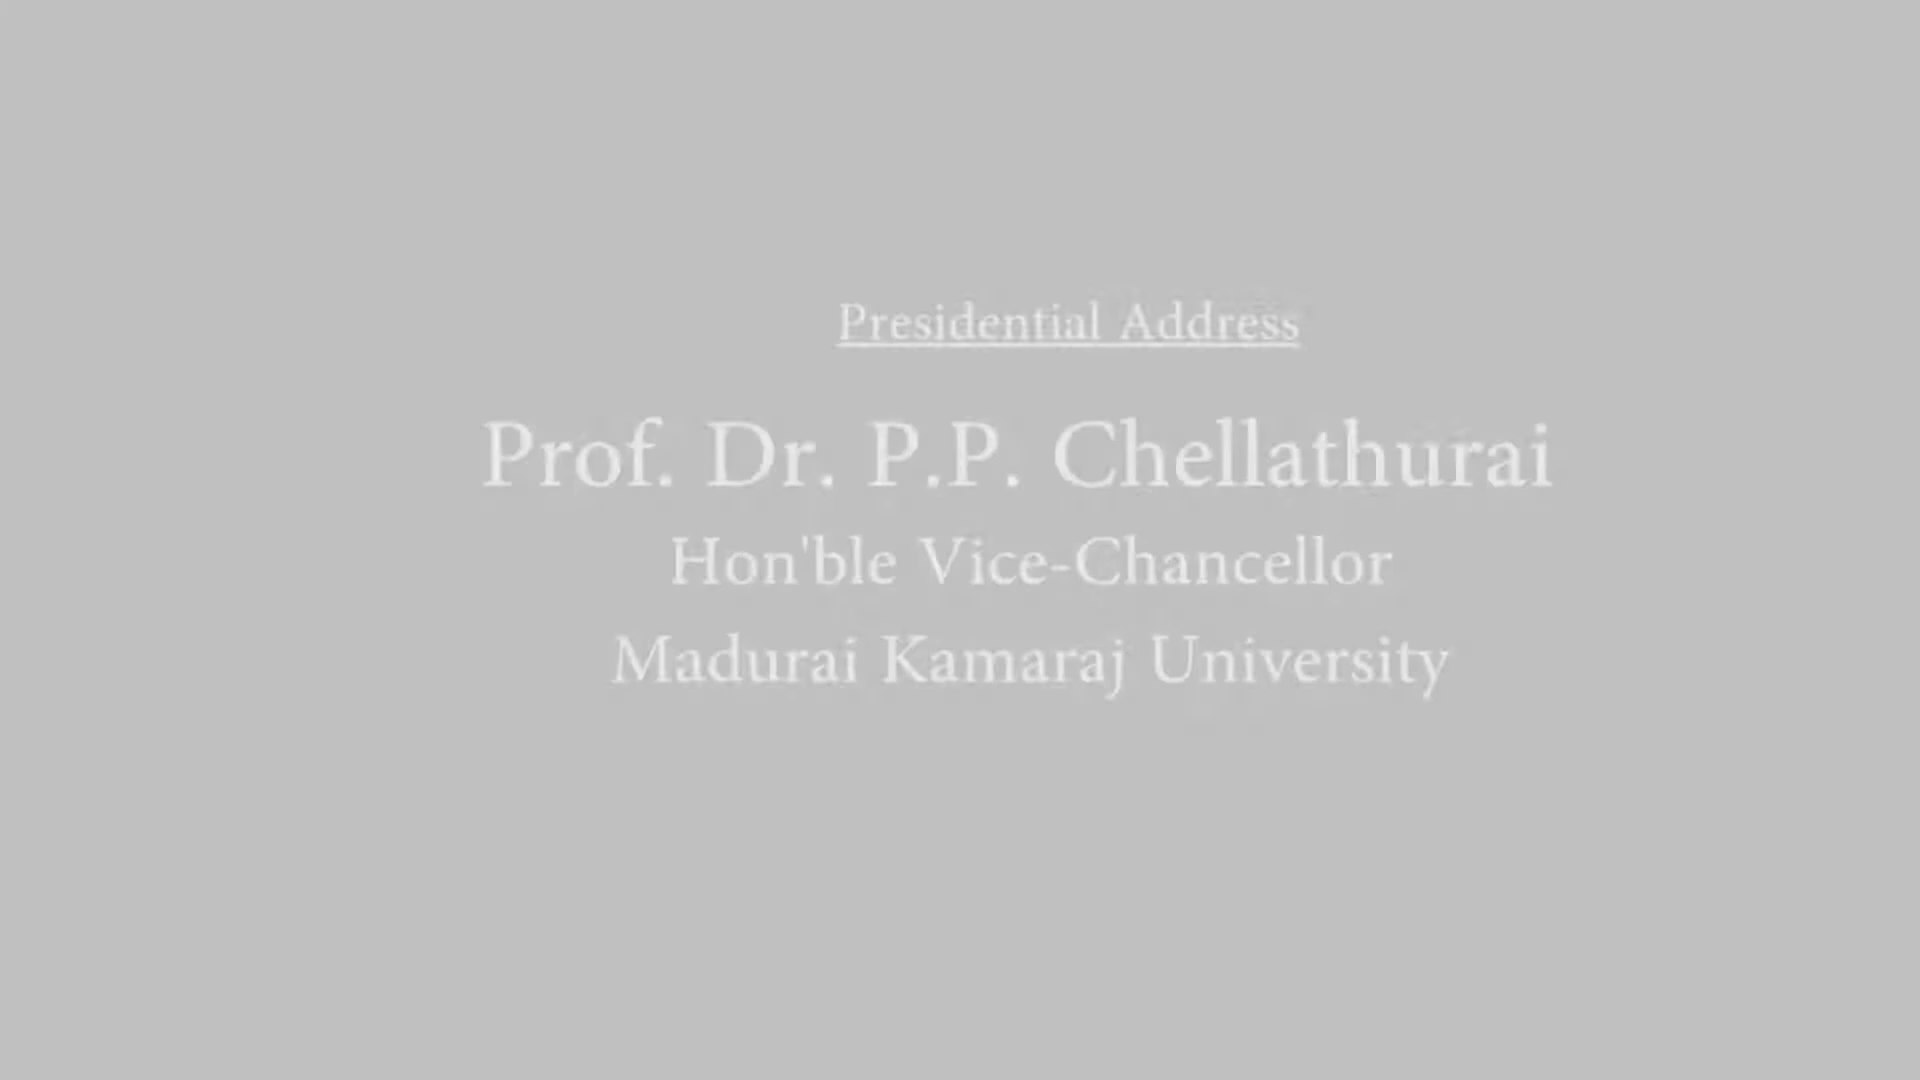 Presidential Address
Prof. Dr. P.P. Chellathurai
Hon'ble Vice-Chancellor
Madurai Kamaraj University